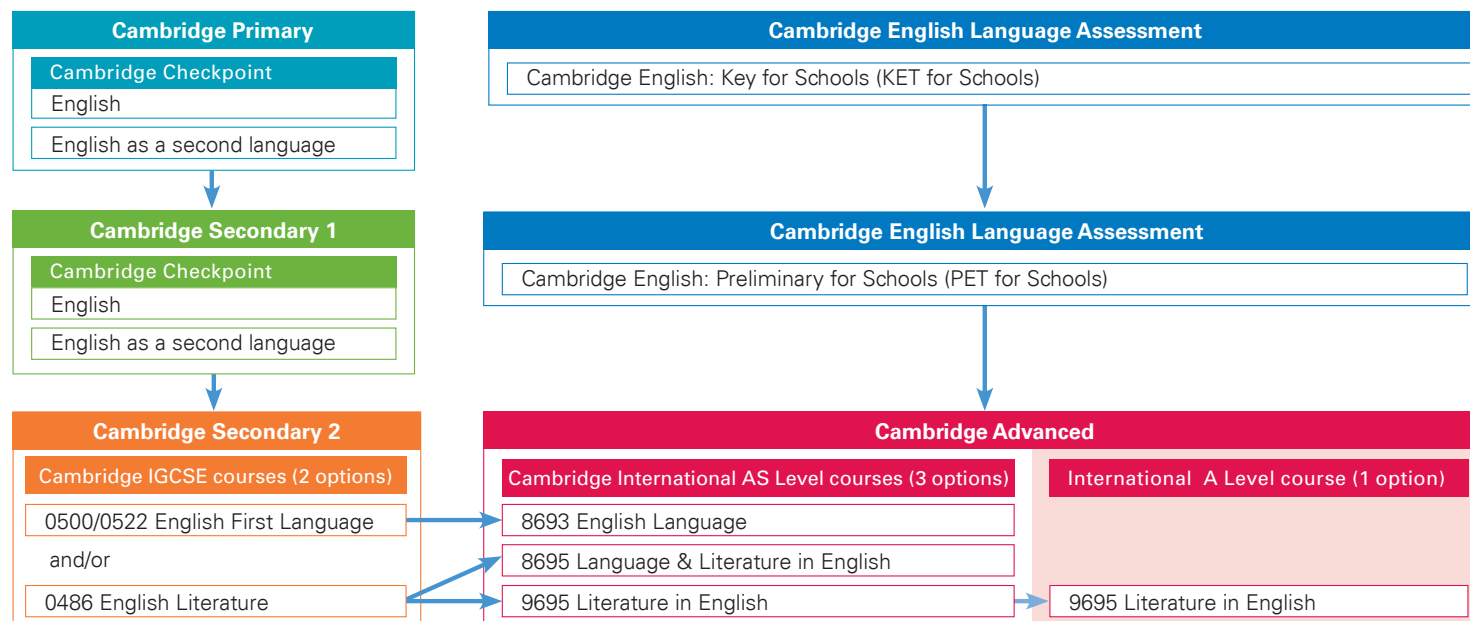 Cambridge Primary
Cambridge Checkpoint
English
English as a second language
Cambridge English Language Assessment
Cambridge English: Key for Schools (KET for Schools)
Cambridge Secondary 1
Cambridge Checkpoint
English
English as a second language
Cambridge English Language Assessment
Cambridge English: Preliminary for Schools (PET for Schools)
Cambridge Secondary 2
Cambridge IGCSE courses (2 options)
0500/0522 English First Language
and/or
0486 English Literature
Cambridge Advanced
Cambridge International AS Level courses (3 options)
8693 English Language
8695 Language & Literature in English
9695 Literature in English
International A Level course (1 option)
9695 Literature in English